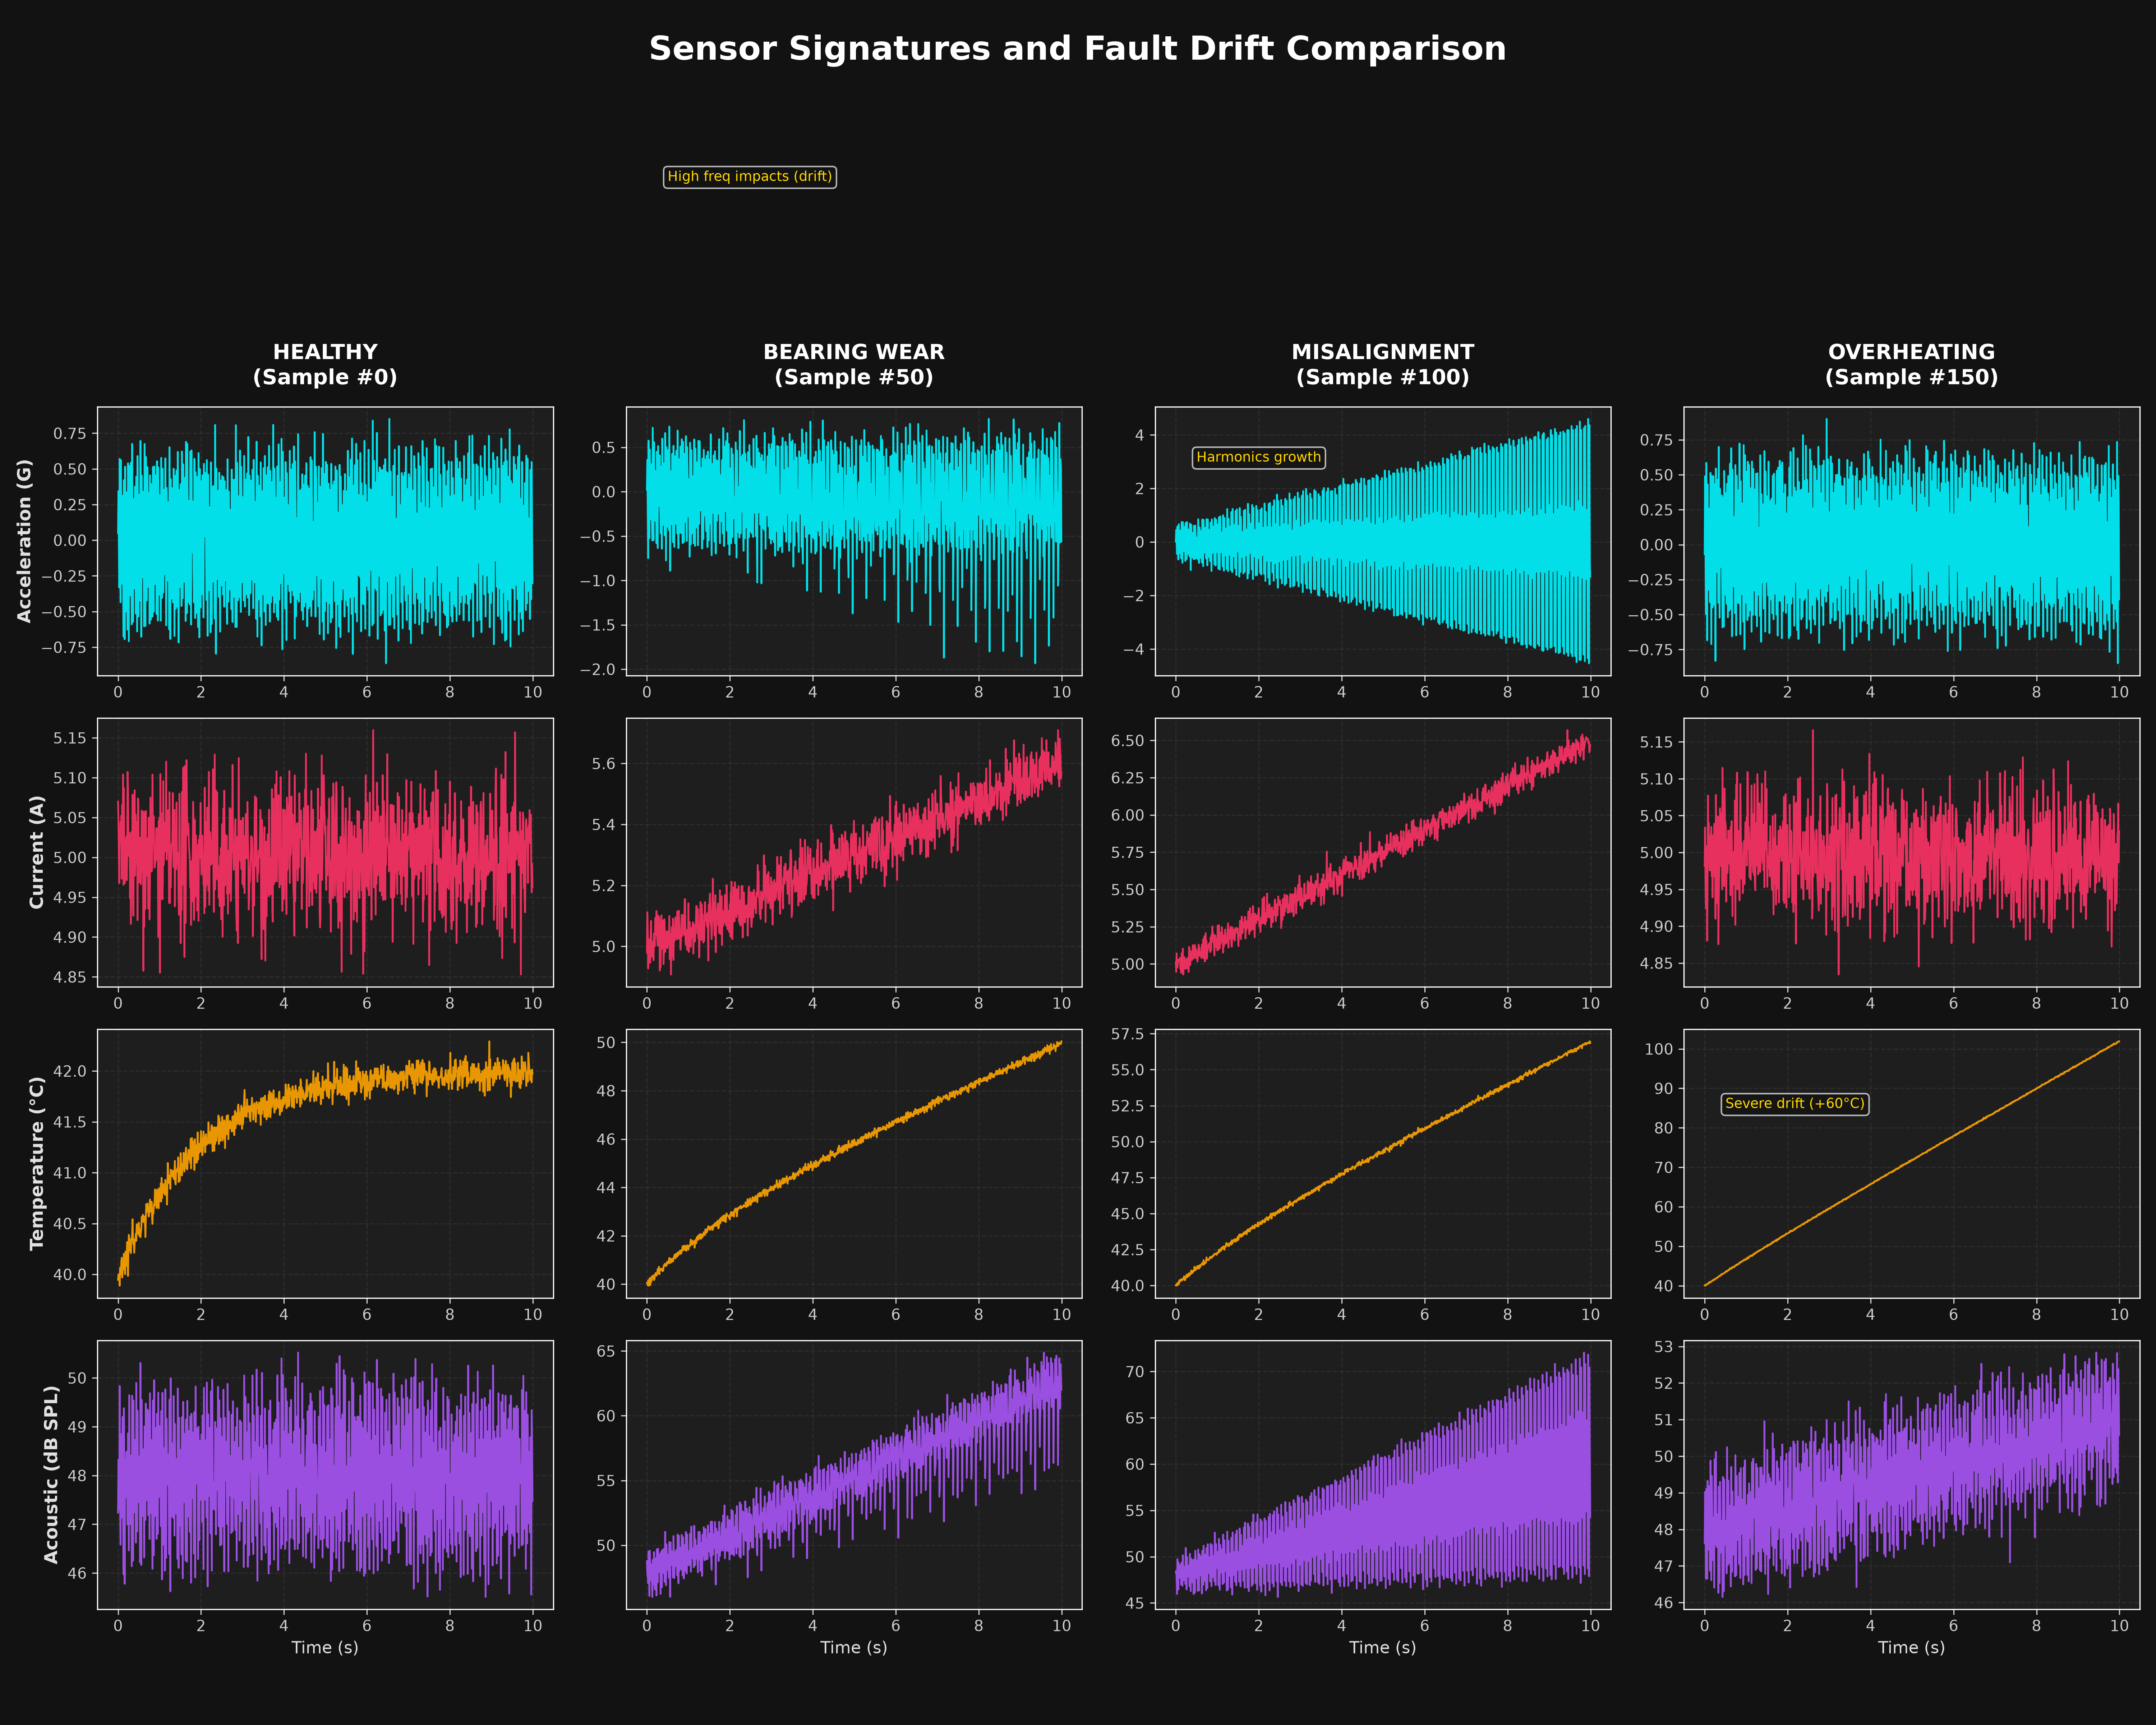 Sensor Signatures and Fault Drift Comparison
High freq impacts (drift)
HEALTHY
(Sample #0)
BEARING WEAR
(Sample #50)
MISALIGNMENT
(Sample #100)
OVERHEATING
(Sample #150)
Acceleration (G)
0.75
0.50
0.25
0.00
−0.25
−0.50
−0.75
0 2 4 6 8 10
0.5
0.0
−0.5
−1.0
−1.5
−2.0
0 2 4 6 8 10
Harmonics growth
4
2
0
−2
−4
0 2 4 6 8 10
0.75
0.50
0.25
0.00
−0.25
−0.50
−0.75
0 2 4 6 8 10
Current (A)
5.15
5.10
5.05
5.00
4.95
4.90
4.85
0 2 4 6 8 10
5.6
5.4
5.2
5.0
0 2 4 6 8 10
6.50
6.25
6.00
5.75
5.50
5.25
5.00
0 2 4 6 8 10
5.15
5.10
5.05
5.00
4.95
4.90
4.85
0 2 4 6 8 10
Temperature (°C)
42.0
41.5
41.0
40.5
40.0
0 2 4 6 8 10
50
48
46
44
42
40
0 2 4 6 8 10
57.5
55.0
52.5
50.0
47.5
45.0
42.5
40.0
0 2 4 6 8 10
Severe drift (+60°C)
100
90
80
70
60
50
40
0 2 4 6 8 10
Acoustic (dB SPL)
50
49
48
47
46
0 2 4 6 8 10
Time (s)
65
60
55
50
0 2 4 6 8 10
Time (s)
70
65
60
55
50
45
0 2 4 6 8 10
Time (s)
53
52
51
50
49
48
47
46
0 2 4 6 8 10
Time (s)